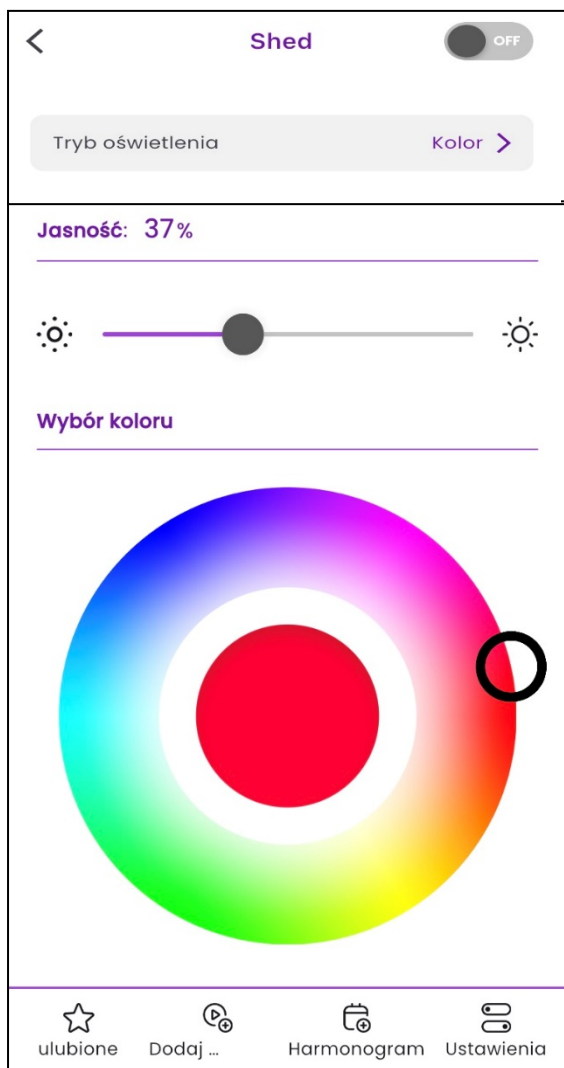 Shed
OFF
Tryb oświetlenia
Kolor
Jasność: 37%
Wybór koloru
ulubione
Dodaj ...
Harmonogram
Ustawienia